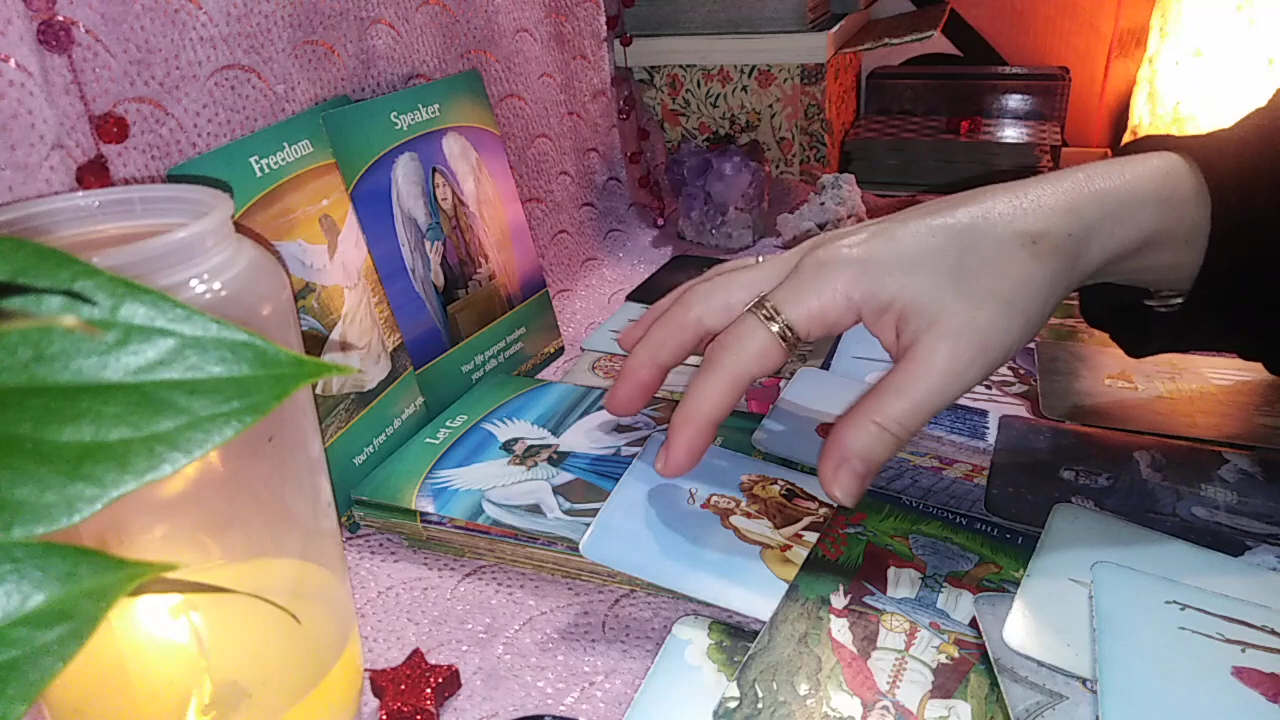 Freedom
You're free to do what you
Speaker
Your life purpose involves
your skills of oration.
Let Go
I • THE MAGICIAN